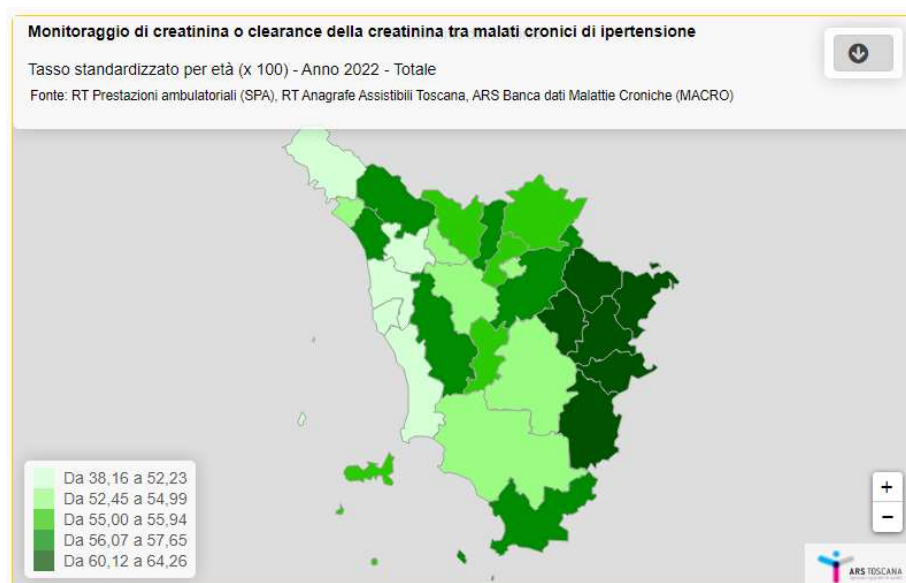 Monitoraggio di creatinina o clearance della creatinina tra malati cronici di ipertensione
Tasso standardizzato per età (x 100) - Anno 2022 - Totale
Fonte: RT Prestazioni ambulatoriali (SPA), RT Anagrafe Assistibili Toscana, ARS Banca dati Malattie Croniche (MACRO)
Da 38,16 a 52,23
Da 52,45 a 54,99
Da 55,00 a 55,94
Da 56,07 a 57,65
Da 60,12 a 64,26
+
−
ARS TOSCANA